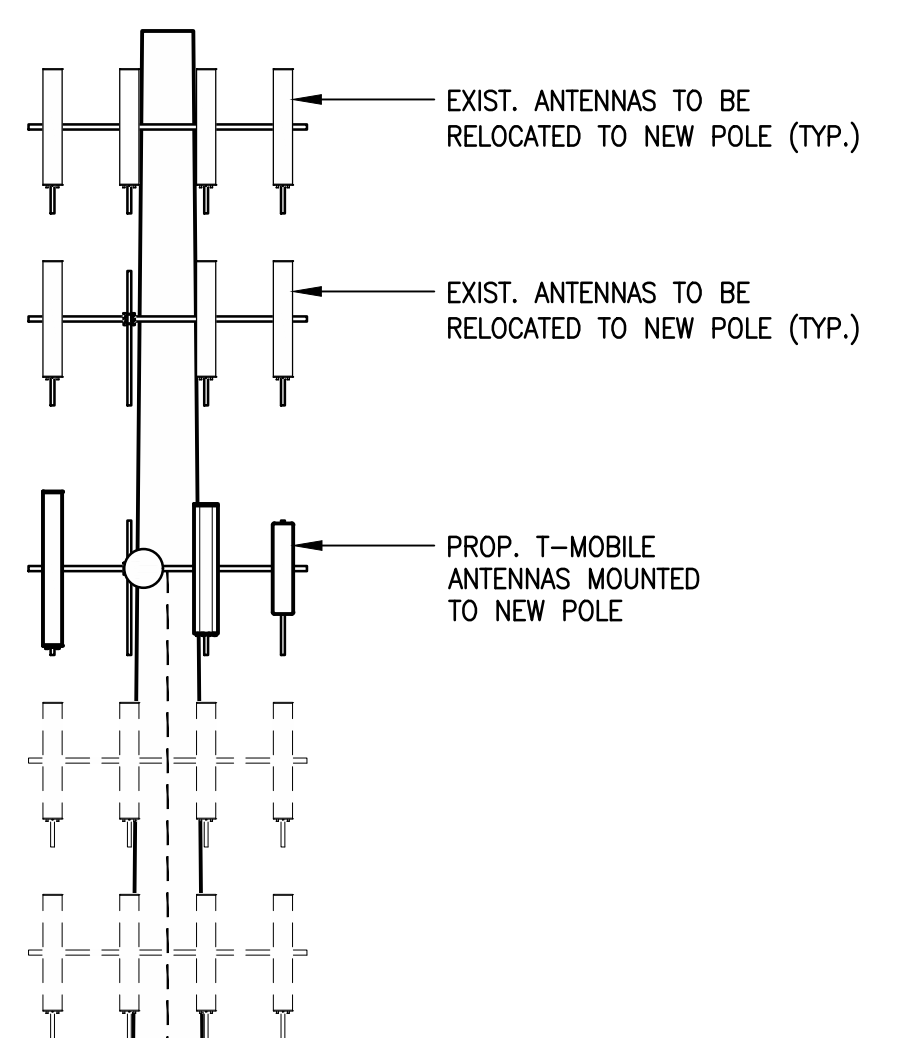 EXIST. ANTENNAS TO BE
RELOCATED TO NEW POLE (TYP.)
EXIST. ANTENNAS TO BE
RELOCATED TO NEW POLE (TYP.)
PROP. T-MOBILE
ANTENNAS MOUNTED
TO NEW POLE